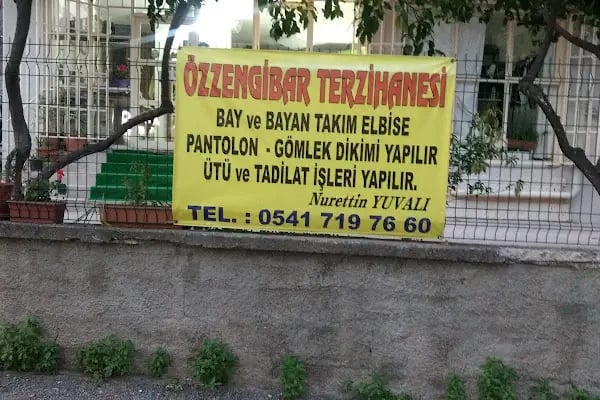 ÖZZENGİBAR TERZİHANESİ
BAY ve BAYAN TAKIM ELBİSE
PANTOLON - GÖMLEK DİKİMİ YAPILIR
ÜTÜ ve TADİLAT İŞLERİ YAPILIR.
Nurettin YUVALI
TEL. : 0541 719 76 60